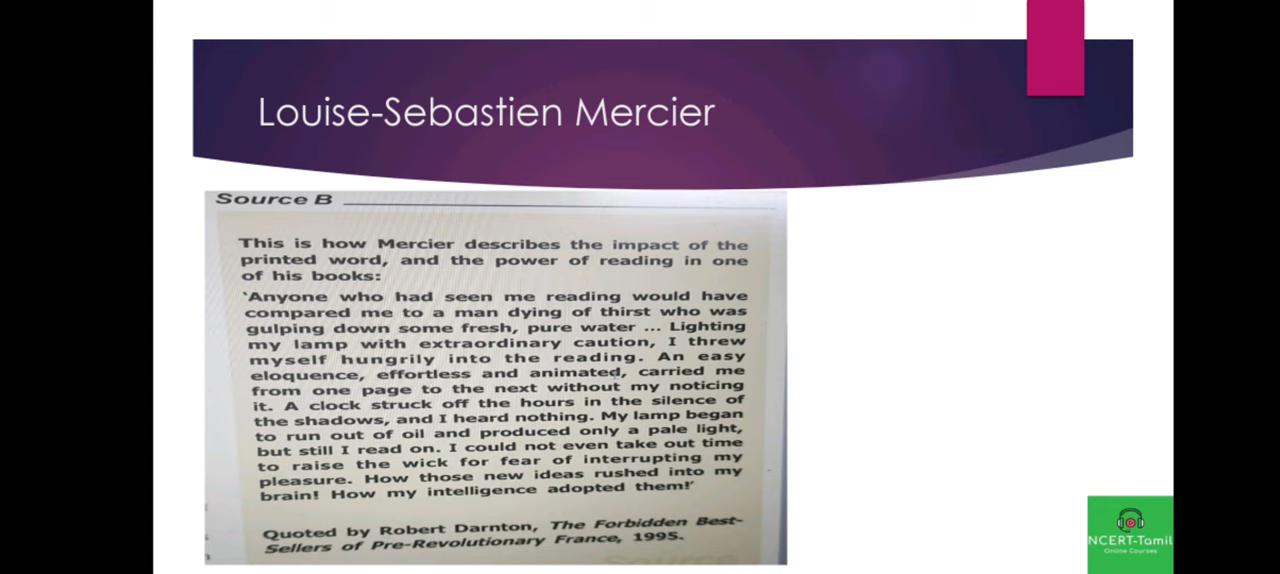 Louise-Sebastien Mercier
Source B
This is how Mercier describes the impact of the
printed word, and the power of reading in one
of his books:
'Anyone who had seen me reading would have
compared me to a man dying of thirst who was
gulping down some fresh, pure water ... Lighting
my lamp with extraordinary caution, I threw
myself hungrily into the reading. An easy
eloquence, effortless and animated, carried me
from one page to the next without my noticing
it. A clock struck off the hours in the silence of
the shadows, and I heard nothing. My lamp began
to run out of oil and produced only a pale light,
but still I read on. I could not even take out time
to raise the wick for fear of interrupting my
pleasure. How those new ideas rushed into my
brain! How my intelligence adopted them!'
Quoted by Robert Darnton, The Forbidden Best-
Sellers of Pre-Revolutionary France, 1995.
NCERT-Tamil
Online Courses